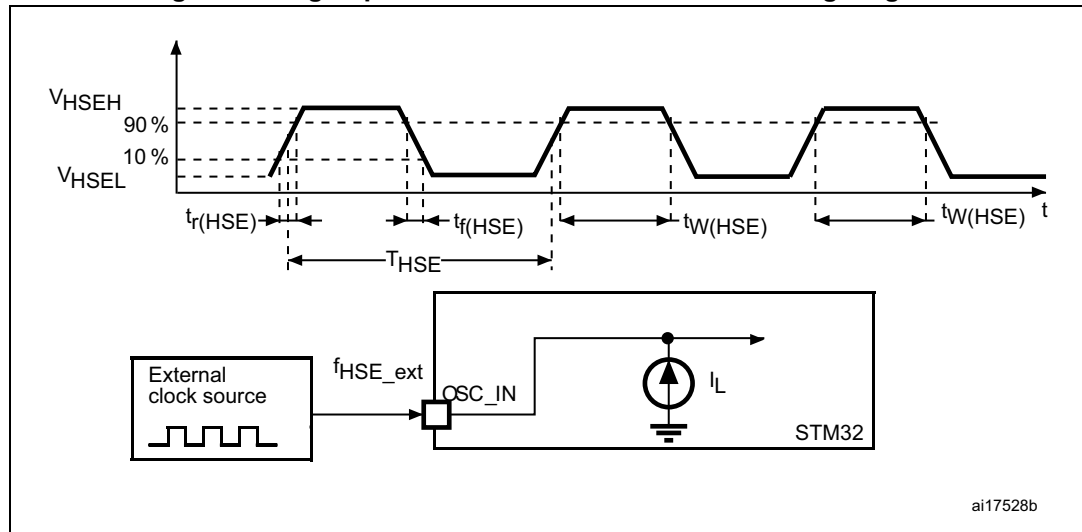 VHSEH
90 %
10 %
VHSEL
tr(HSE)
tf(HSE)
tW(HSE)
tW(HSE)
t
THSE
External
clock source
fHSE_ext
OSC_IN
IL
STM32
ai17528b